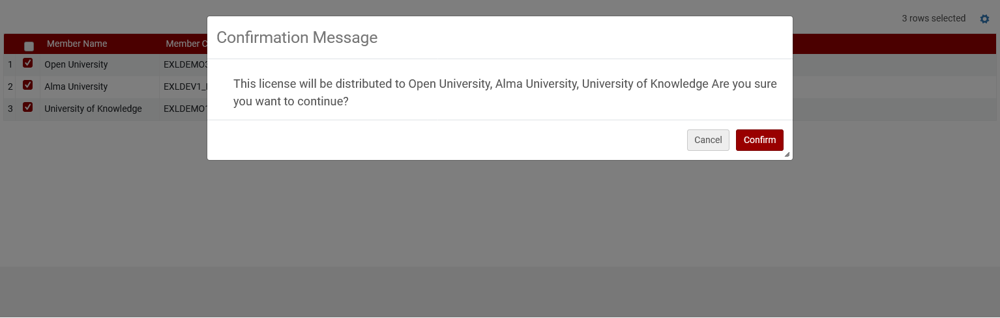 3 rows selected
Confirmation Message
Member Name Member
1 Open University
2 Alma University
3 University of Knowledge
This license will be distributed to Open University, Alma University, University of Knowledge Are you sure
you want to continue?
Cancel Confirm